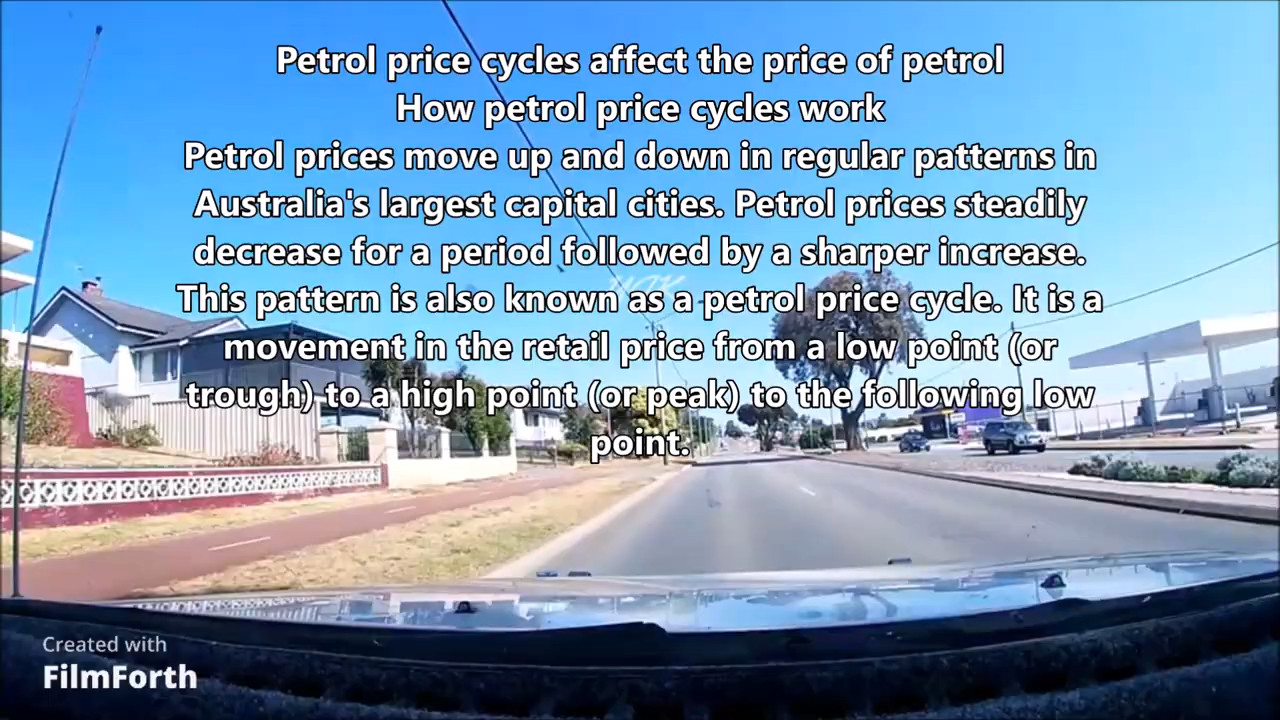 Petrol price cycles affect the price of petrol
How petrol price cycles work
Petrol prices move up and down in regular patterns in
Australia's largest capital cities. Petrol prices steadily
decrease for a period followed by a sharper increase.
This pattern is also known as a petrol price cycle. It is a
movement in the retail price from a low point (or
trough) to a high point (or peak) to the following low
point.
Created with
FilmForth